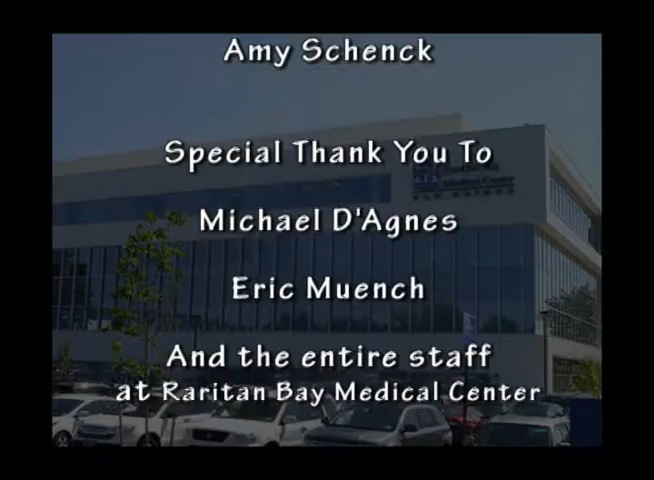 Amy Schenck
Special Thank You To
Michael D'Agnes
Eric Muench
And the entire staff
at Raritan Bay Medical Center